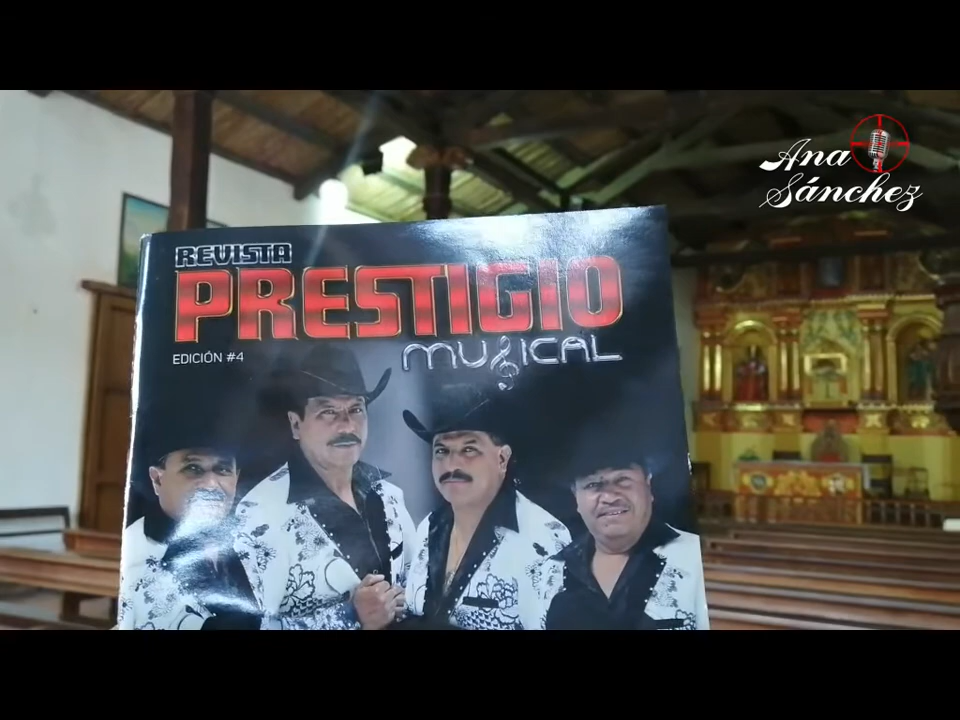 Ana
Sánchez
REVISTA
PRESTIGIO
MUSICAL
EDICIÓN #4